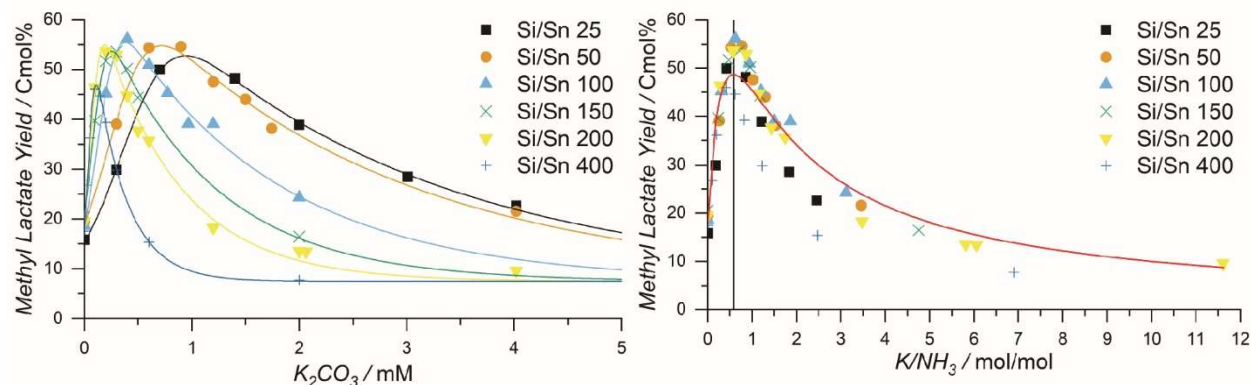 Methyl Lactate Yield / Cmol%
60
50
40
30
20
10
0
0
1
2
3
4
5
K₂CO₃ / mM
Si/Sn 25
Si/Sn 50
Si/Sn 100
Si/Sn 150
Si/Sn 200
Si/Sn 400
Methyl Lactate Yield / Cmol%
60
50
40
30
20
10
0
0
1
2
3
4
5
6
7
8
9
10
11
12
K/NH₃ / mol/mol
Si/Sn 25
Si/Sn 50
Si/Sn 100
Si/Sn 150
Si/Sn 200
Si/Sn 400